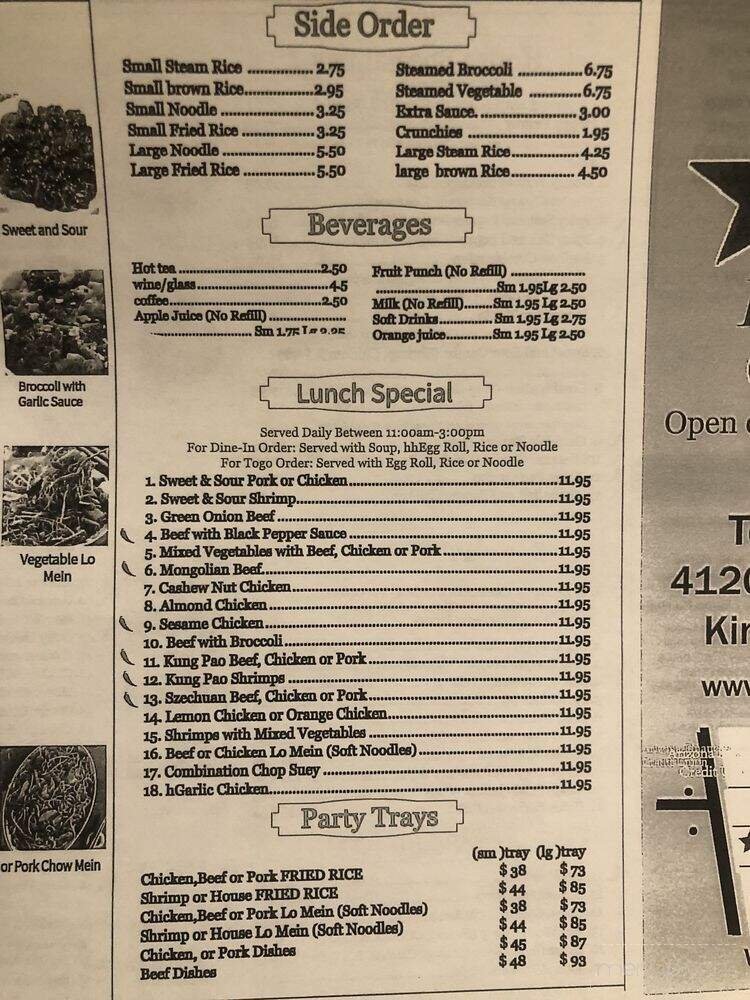 Side Order
Small Steam Rice ................ 2.75
Small brown Rice................. 2.95
Small Noodle ..................... 3.25
Small Fried Rice ................. 3.25
Large Noodle ..................... 5.50
Large Fried Rice ................. 5.50
Steamed Broccoli ................ 6.75
Steamed Vegetable ............. 6.75
Extra Sauce. ....................... 3.00
Crunchies .......................... 1.95
Large Steam Rice................. 4.25
large brown Rice................. 4.50
Beverages
Hot tea ................................2.50
wine/glass.............................4.5
coffee...................................2.50
Apple Juice (No Refill) ....................
......................... Sm 1.75
Fruit Punch (No Refill) ...................
..............................Sm 1.95Lg 2.50
Milk (No Refill).......Sm 1.95 Lg 2.50
Soft Drinks..............Sm 1.95 Lg 2.75
Orange juice............Sm 1.95 Lg 2.50
Lunch Special
Served Daily Between 11:00am-3:00pm
For Dine-In Order: Served with Soup, hhEgg Roll, Rice or Noodle
For Togo Order: Served with Egg Roll, Rice or Noodle
1. Sweet & Sour Pork or Chicken..................................11.95
2. Sweet & Sour Shrimp..................................11.95
3. Green Onion Beef ..................................11.95
4. Beef with Black Pepper Sauce ..................................11.95
5. Mixed Vegetables with Beef, Chicken or Pork ........................11.95
6. Mongolian Beef..................................11.95
7. Cashew Nut Chicken..................................11.95
8. Almond Chicken..................................11.95
9. Sesame Chicken..................................11.95
10. Beef with Broccoli..................................11.95
11. Kung Pao Beef, Chicken or Pork ..................................11.95
12. Kung Pao Shrimps ..................................11.95
13. Szechuan Beef, Chicken or Pork..................................11.95
14. Lemon Chicken or Orange Chicken..................................11.95
15. Shrimps with Mixed Vegetables ..................................11.95
16. Beef or Chicken Lo Mein (Soft Noodles) ..............................11.95
17. Combination Chop Suey ..................................11.95
18. hGarlic Chicken..................................11.95
Party Trays
(sm )tray (lg )tray
Chicken,Beef or Pork FRIED RICE $ 38 $ 73
Shrimp or House FRIED RICE $ 44 $ 85
Chicken,Beef or Pork Lo Mein (Soft Noodles) $ 38 $ 73
Shrimp or House Lo Mein (Soft Noodles) $ 44 $ 85
Chicken, or Pork Dishes $ 45 $ 87
Beef Dishes $ 48 $ 93
Sweet and Sour
Broccoli with
Garlic Sauce
Vegetable Lo
Mein
or Pork Chow Mein
Open
412
Kin
www
Arizona
Credit